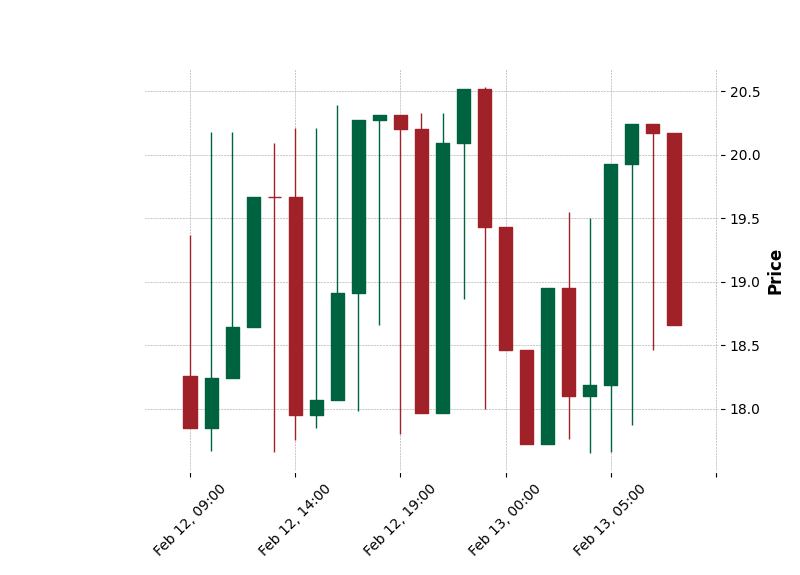 20.5
20.0
19.5
19.0
18.5
18.0
Price
Feb 12, 09:00
Feb 12, 14:00
Feb 12, 19:00
Feb 13, 00:00
Feb 13, 05:00